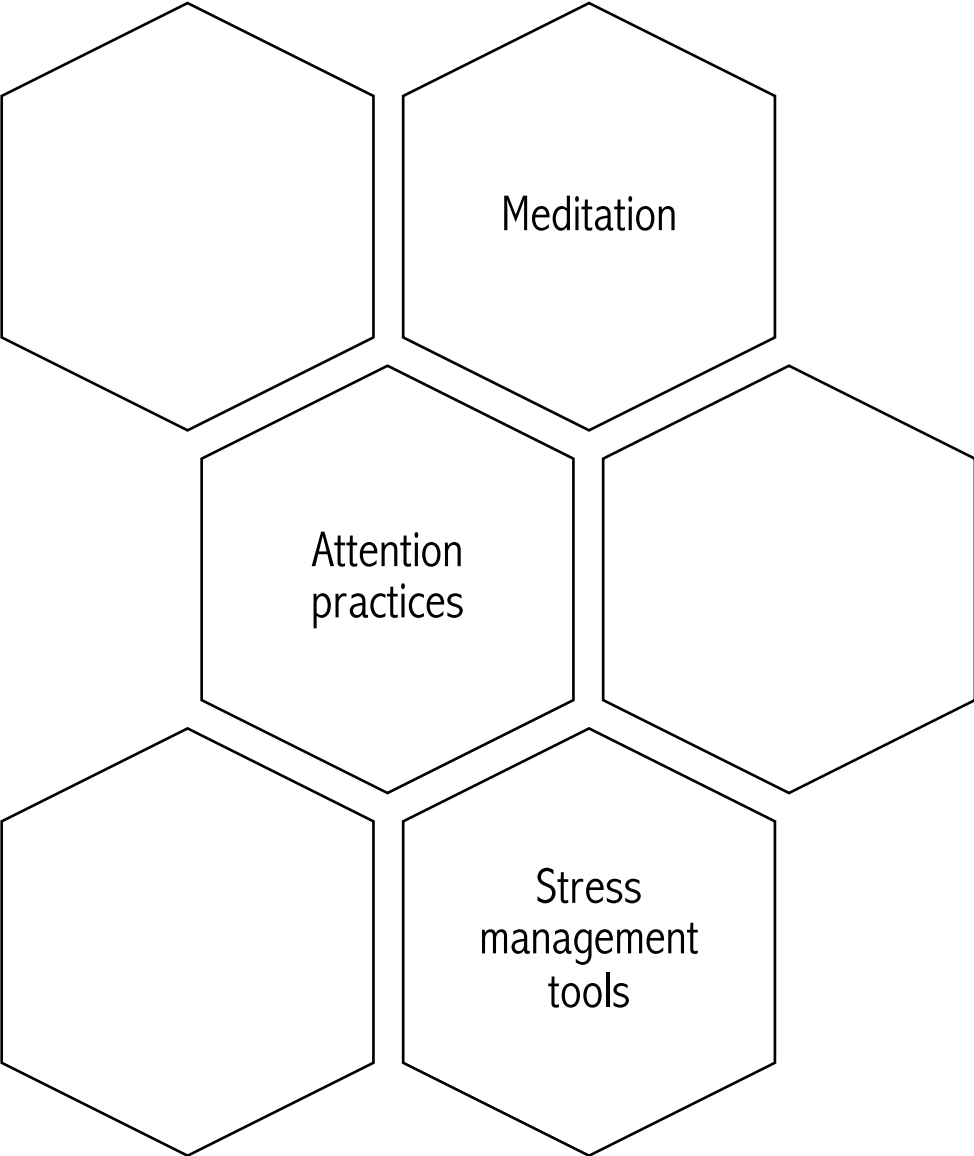 Meditation
Attention
practices
Stress
management
tools